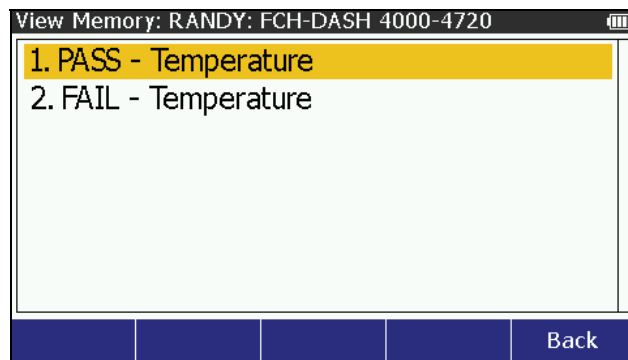 View Memory: RANDY: FCH-DASH 4000-4720
1. PASS - Temperature
2. FAIL - Temperature
Back